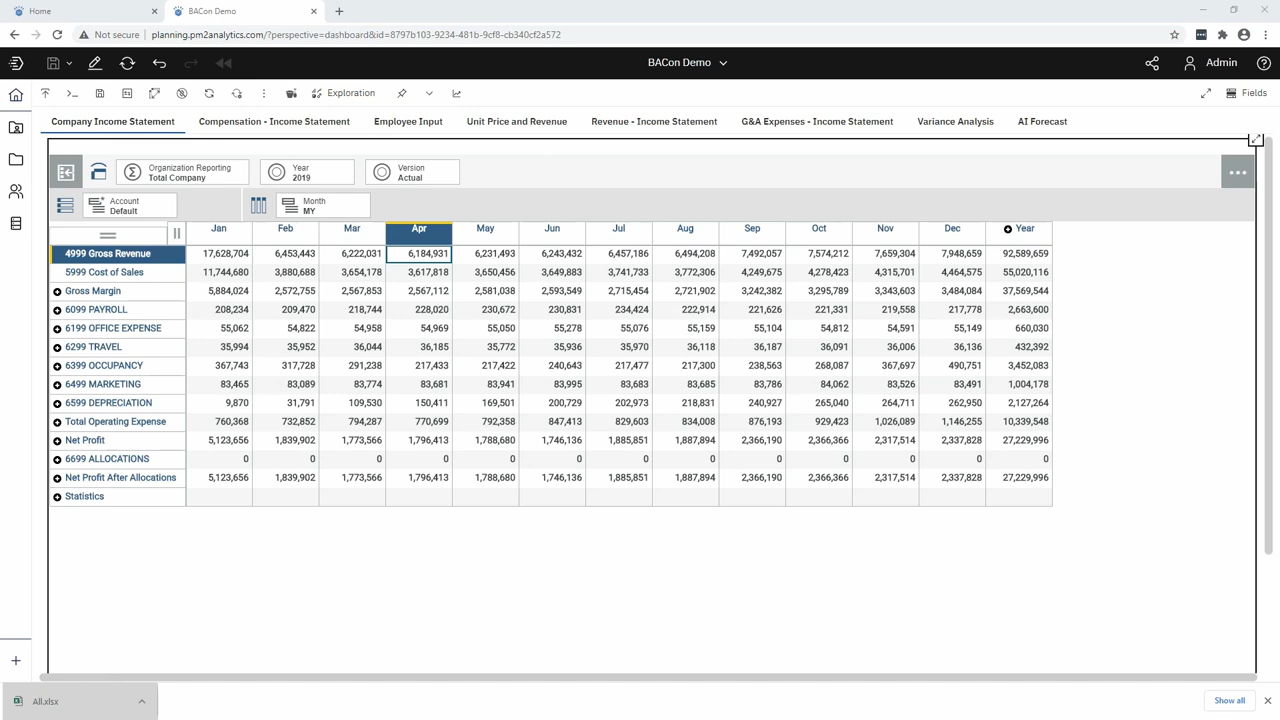 Home
BACon Demo
Not secure
planning.pm2analytics.com/?perspective=dashboard&id=8797b103-9234-481b-9cf8-cb340cf2a572
BACon Demo
Admin
Exploration
Fields
Company Income Statement
Compensation - Income Statement
Employee Input
Unit Price and Revenue
Revenue - Income Statement
G&A Expenses - Income Statement
Variance Analysis
AI Forecast
Organization Reporting
Total Company
Year
2019
Version
Actual
Account
Default
Month
MY
Jan Feb Mar Apr May Jun Jul Aug Sep Oct Nov Dec Year
4999 Gross Revenue 17,628,704 6,453,443 6,222,031 6,184,931 6,231,493 6,243,432 6,457,186 6,494,208 7,492,057 7,574,212 7,659,304 7,948,659 92,589,659
5999 Cost of Sales 11,744,680 3,880,688 3,654,178 3,617,818 3,650,456 3,649,883 3,741,733 3,772,306 4,249,675 4,278,423 4,315,701 4,464,575 55,020,116
Gross Margin 5,884,024 2,572,755 2,567,853 2,567,112 2,581,038 2,593,549 2,715,454 2,721,902 3,242,382 3,295,789 3,343,603 3,484,084 37,569,544
6099 PAYROLL 208,234 209,470 218,744 228,020 230,672 230,831 234,424 222,914 221,626 221,331 219,558 217,778 2,663,600
6199 OFFICE EXPENSE 55,062 54,822 54,958 54,969 55,050 55,278 55,076 55,159 55,104 54,812 54,591 55,149 660,030
6299 TRAVEL 35,994 35,952 36,044 36,185 35,772 35,936 35,970 36,118 36,187 36,091 36,006 36,136 432,392
6399 OCCUPANCY 367,743 317,728 291,238 217,433 217,422 240,643 217,477 217,300 238,563 268,087 367,697 490,751 3,452,083
6499 MARKETING 83,465 83,089 83,774 83,681 83,941 83,995 83,683 83,685 83,786 84,062 83,526 83,491 1,004,178
6599 DEPRECIATION 9,870 31,791 109,530 150,411 169,501 200,729 202,973 218,831 240,927 265,040 264,711 262,950 2,127,264
Total Operating Expense 760,368 732,852 794,287 770,699 792,358 847,413 829,603 834,008 876,193 929,423 1,026,089 1,146,255 10,339,548
Net Profit 5,123,656 1,839,902 1,773,566 1,796,413 1,788,680 1,746,136 1,885,851 1,887,894 2,366,190 2,366,366 2,317,514 2,337,828 27,229,996
6699 ALLOCATIONS 0 0 0 0 0 0 0 0 0 0 0 0 0
Net Profit After Allocations 5,123,656 1,839,902 1,773,566 1,796,413 1,788,680 1,746,136 1,885,851 1,887,894 2,366,190 2,366,366 2,317,514 2,337,828 27,229,996
Statistics
All.xlsx
Show all